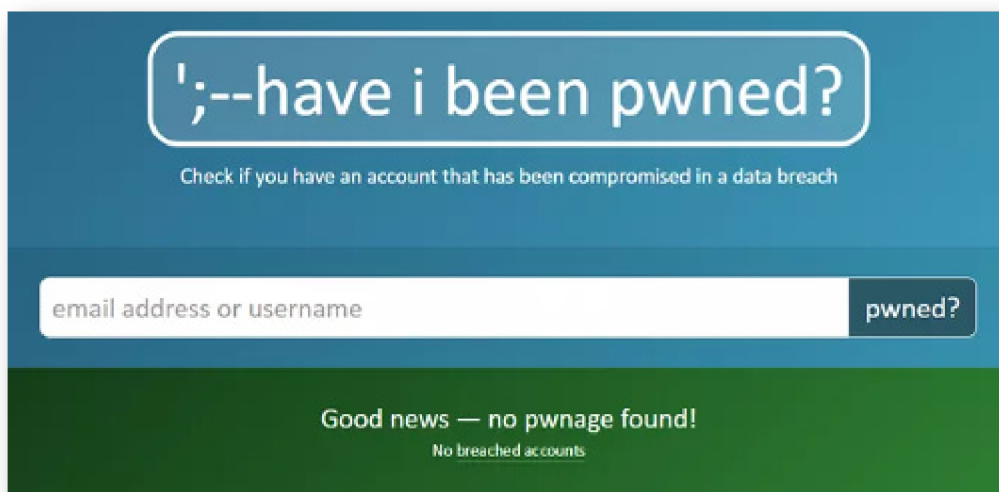 ';--have i been pwned?
Check if you have an account that has been compromised in a data breach
email address or username
pwned?
Good news — no pwnage found!
No breached accounts